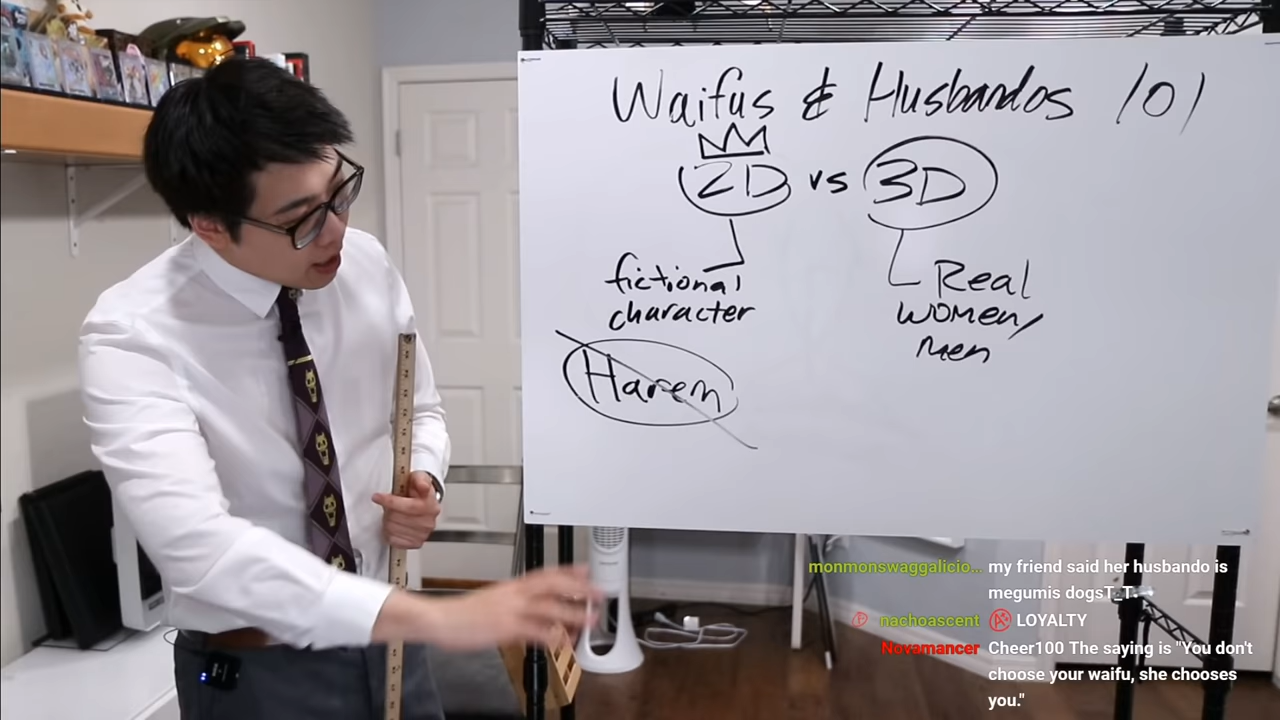 Waifus & Husbandos 101
2D vs 3D
fictional
character
Real
women/
men
Harem
monmonswaggalicio... my friend said her husbando is
megumis dogsT_T.
nachoascent LOYALTY
Novamancer Cheer100 The saying is "You don't
choose your waifu, she chooses
you."